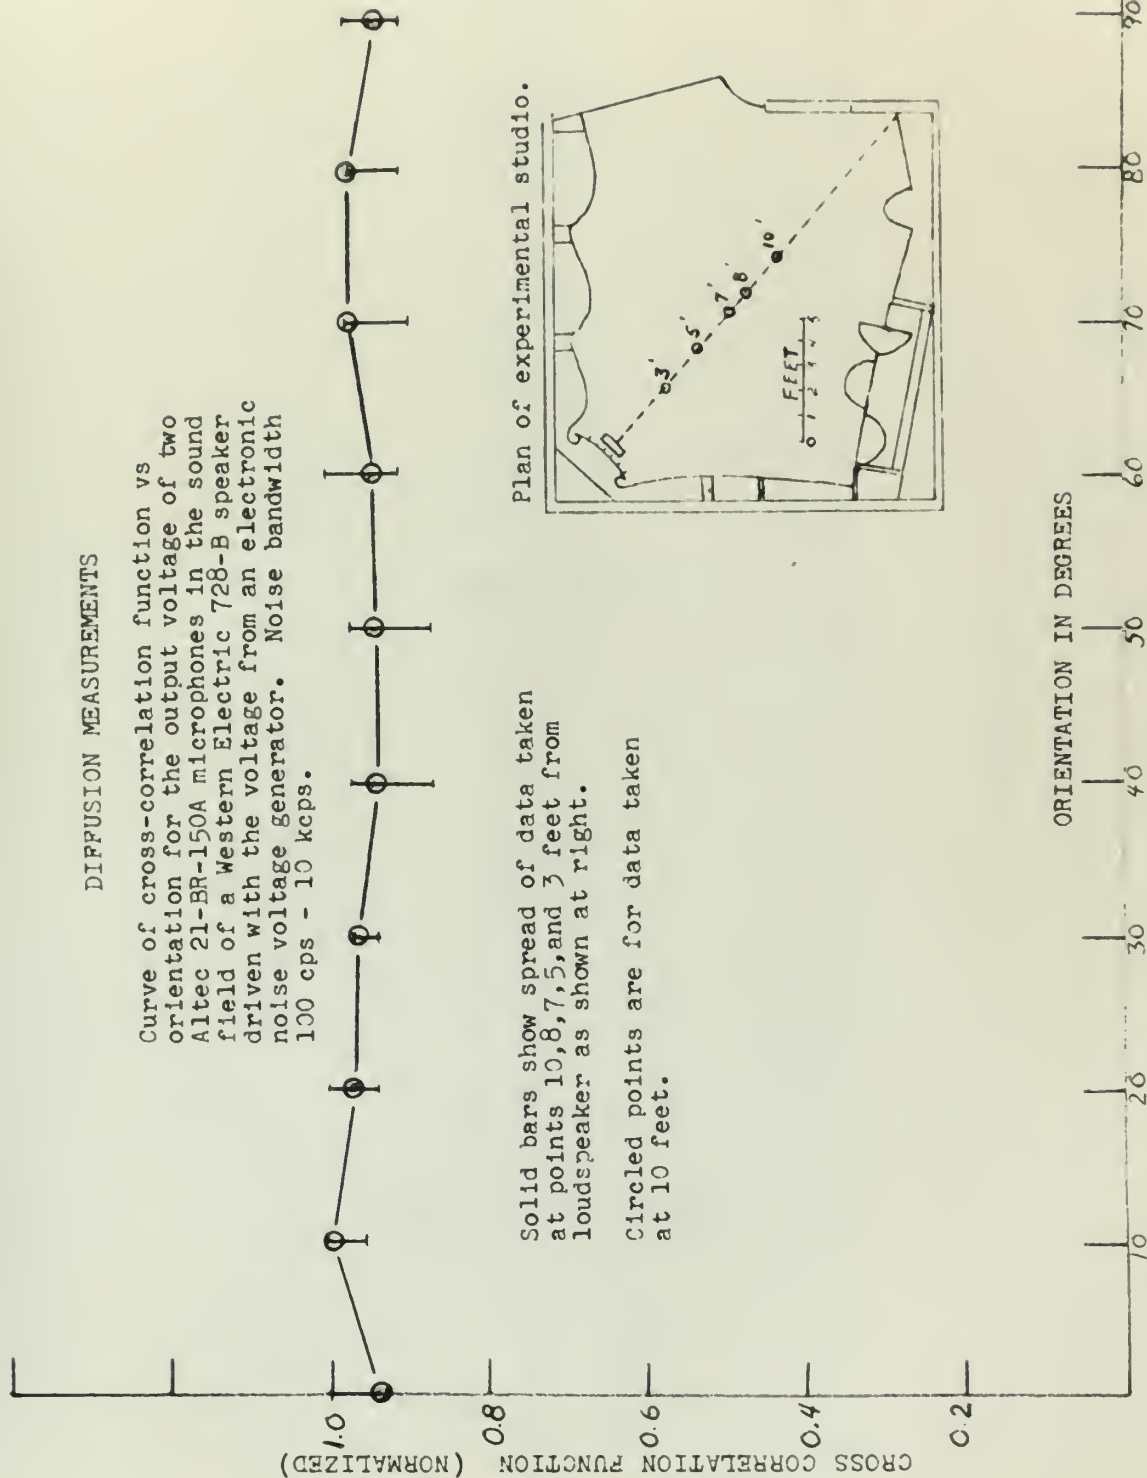 DIFFUSION MEASUREMENTS
Curve of cross-correlation function vs
orientation for the output voltage of two
Altec 21-BR-150A microphones in the sound
field of a Western Electric 728-B speaker
driven with the voltage from an electronic
noise voltage generator. Noise bandwidth
100 cps - 10 kcps.
Solid bars show spread of data taken
at points 10,8,7,5,and 3 feet from
loudspeaker as shown at right.
Circled points are for data taken
at 10 feet.
Plan of experimental studio.
3'
5'
7'
8'
10'
FEET
0 1 2 3 4 5
CROSS CORRELATION FUNCTION (NORMALIZED)
1.0
0.8
0.6
0.4
0.2
ORIENTATION IN DEGREES
10 20 30 40 50 60 70 80 90